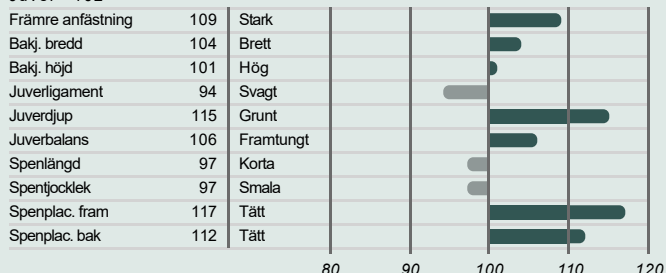 Främre anfästning 109 Stark
Bakj. bredd 104 Brett
Bakj. höjd 101 Hög
Juverligament 94 Svagt
Juverdjup 115 Grunt
Juverbalans 106 Framtungt
Spenlängd 97 Korta
Spentjocklek 97 Smala
Spenplac. fram 117 Tätt
Spenplac. bak 112 Tätt
80 90 100 110 120